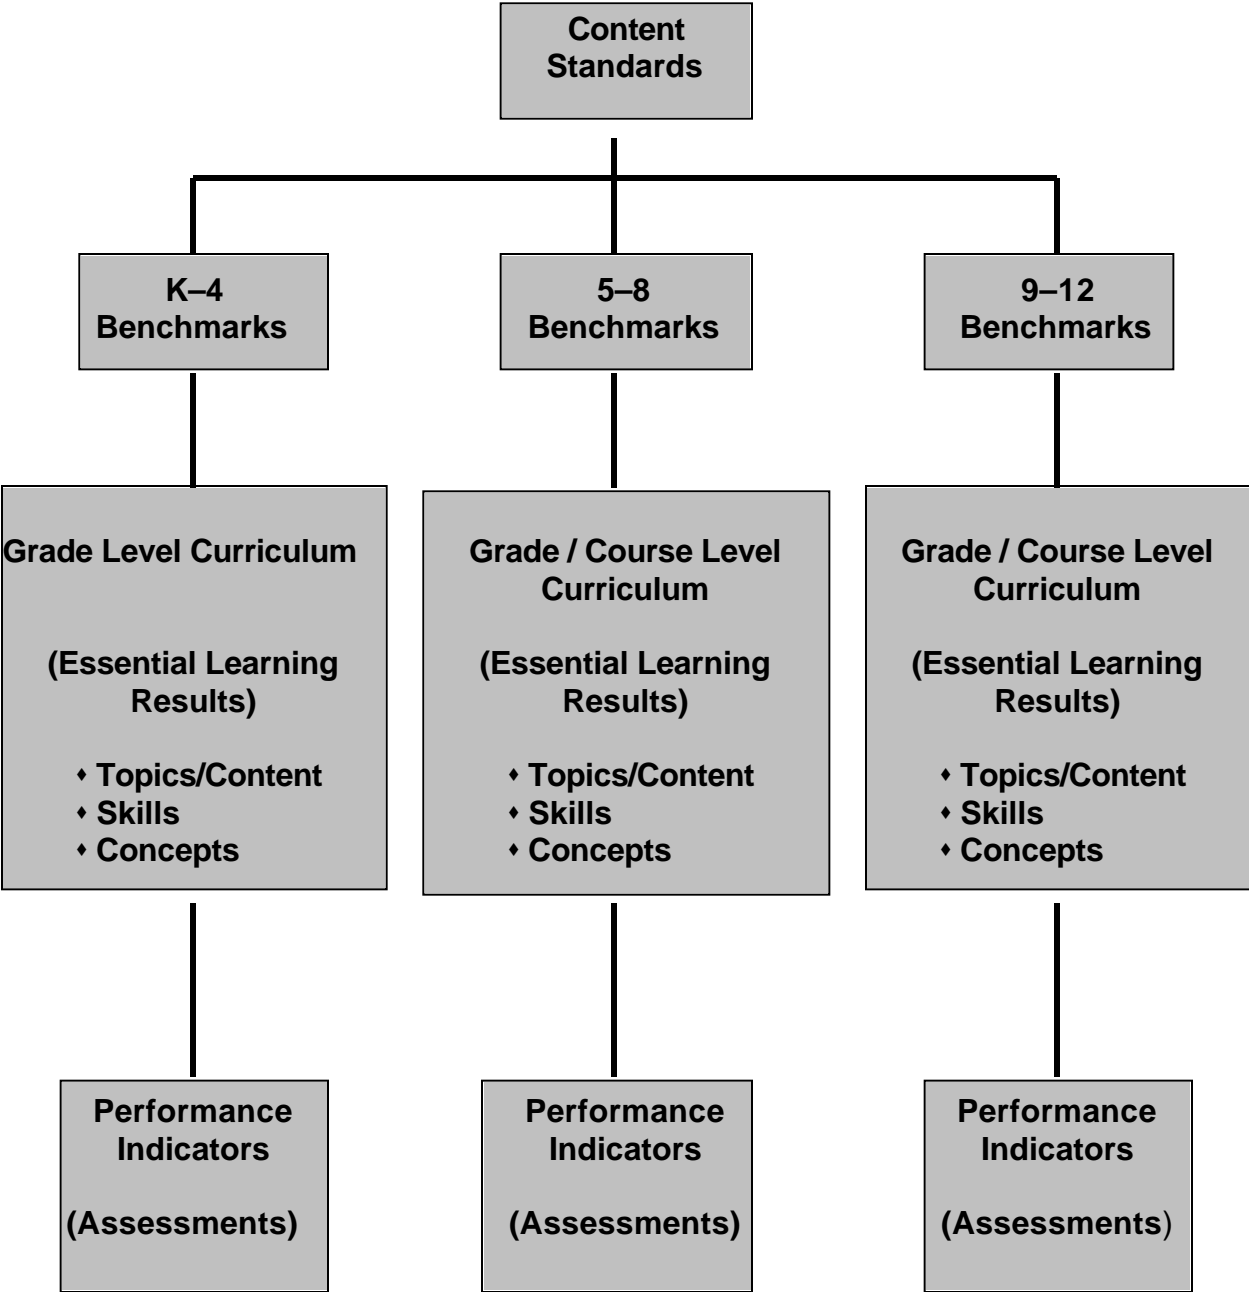 Content
Standards
K–4
Benchmarks
5–8
Benchmarks
9–12
Benchmarks
Grade Level Curriculum
(Essential Learning
Results)
♦ Topics/Content
♦ Skills
♦ Concepts
Grade / Course Level
Curriculum
(Essential Learning
Results)
♦ Topics/Content
♦ Skills
♦ Concepts
Grade / Course Level
Curriculum
(Essential Learning
Results)
♦ Topics/Content
♦ Skills
♦ Concepts
Performance
Indicators
(Assessments)
Performance
Indicators
(Assessments)
Performance
Indicators
(Assessments)